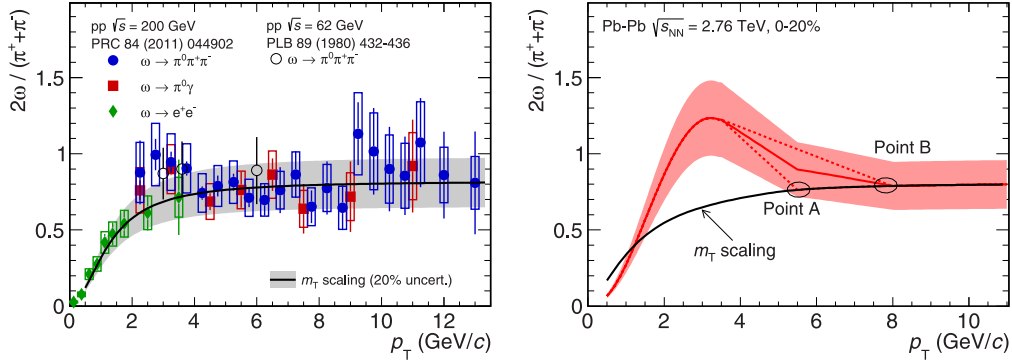 pp √s = 200 GeV
PRC 84 (2011) 044902
ω → π⁰π⁺π⁻
ω → π⁰γ
ω → e⁺e⁻
pp √s = 62 GeV
PLB 89 (1980) 432-436
ω → π⁰π⁺π⁻
2ω / (π⁺+π⁻)
1.5
1
0.5
0
m_T scaling (20% uncert.)
0 2 4 6 8 10 12
p_T (GeV/c)
Pb-Pb √s_NN = 2.76 TeV, 0-20%
2ω / (π⁺+π⁻)
1.5
1
0.5
0
Point B
Point A
m_T scaling
0 2 4 6 8 10
p_T (GeV/c)